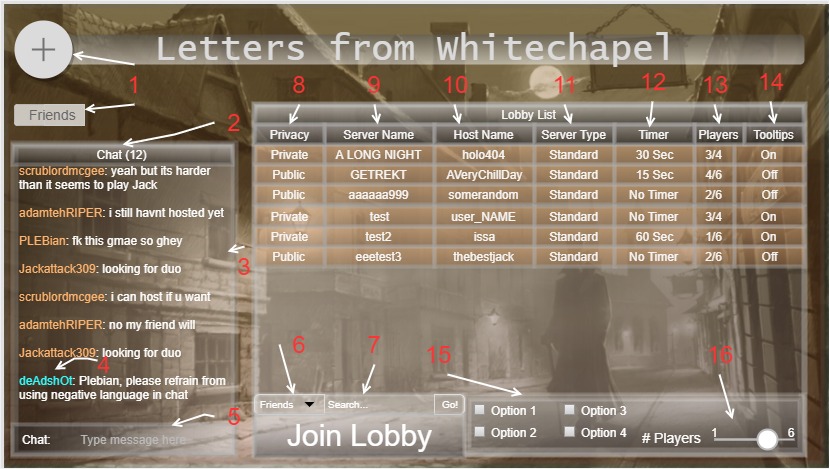 Letters from Whitechapel
1
8
9
10
11
12
13
14
Friends
2
Lobby List
Privacy Server Name Host Name Server Type Timer Players Tooltips
Private A LONG NIGHT holo404 Standard 30 Sec 3/4 On
Public GETREKT AVeryChillDay Standard 15 Sec 4/6 Off
Public aaaaaa999 somerandom Standard No Timer 2/6 Off
Private test user_NAME Standard No Timer 3/4 On
Private test2 issa Standard 60 Sec 1/6 On
Public eeetest3 thebestjack Standard No Timer 2/6 Off
Chat (12)
scrublordmcgee: yeah but its harder
than it seems to play Jack
adamtehRIPER: i still havnt hosted yet
PLEBian: fk this gmae so ghey
3
Jackattack309: looking for duo
scrublordmcgee: i can host if u want
adamtehRIPER: no my friend will
Jackattack309: looking for duo
4
deAdshOt: Plebian, please refrain from
using negative language in chat
5
Chat: Type message here
6
7
15
16
Friends Search... Go!
Join Lobby
Option 1 Option 3
Option 2 Option 4
# Players 1 6